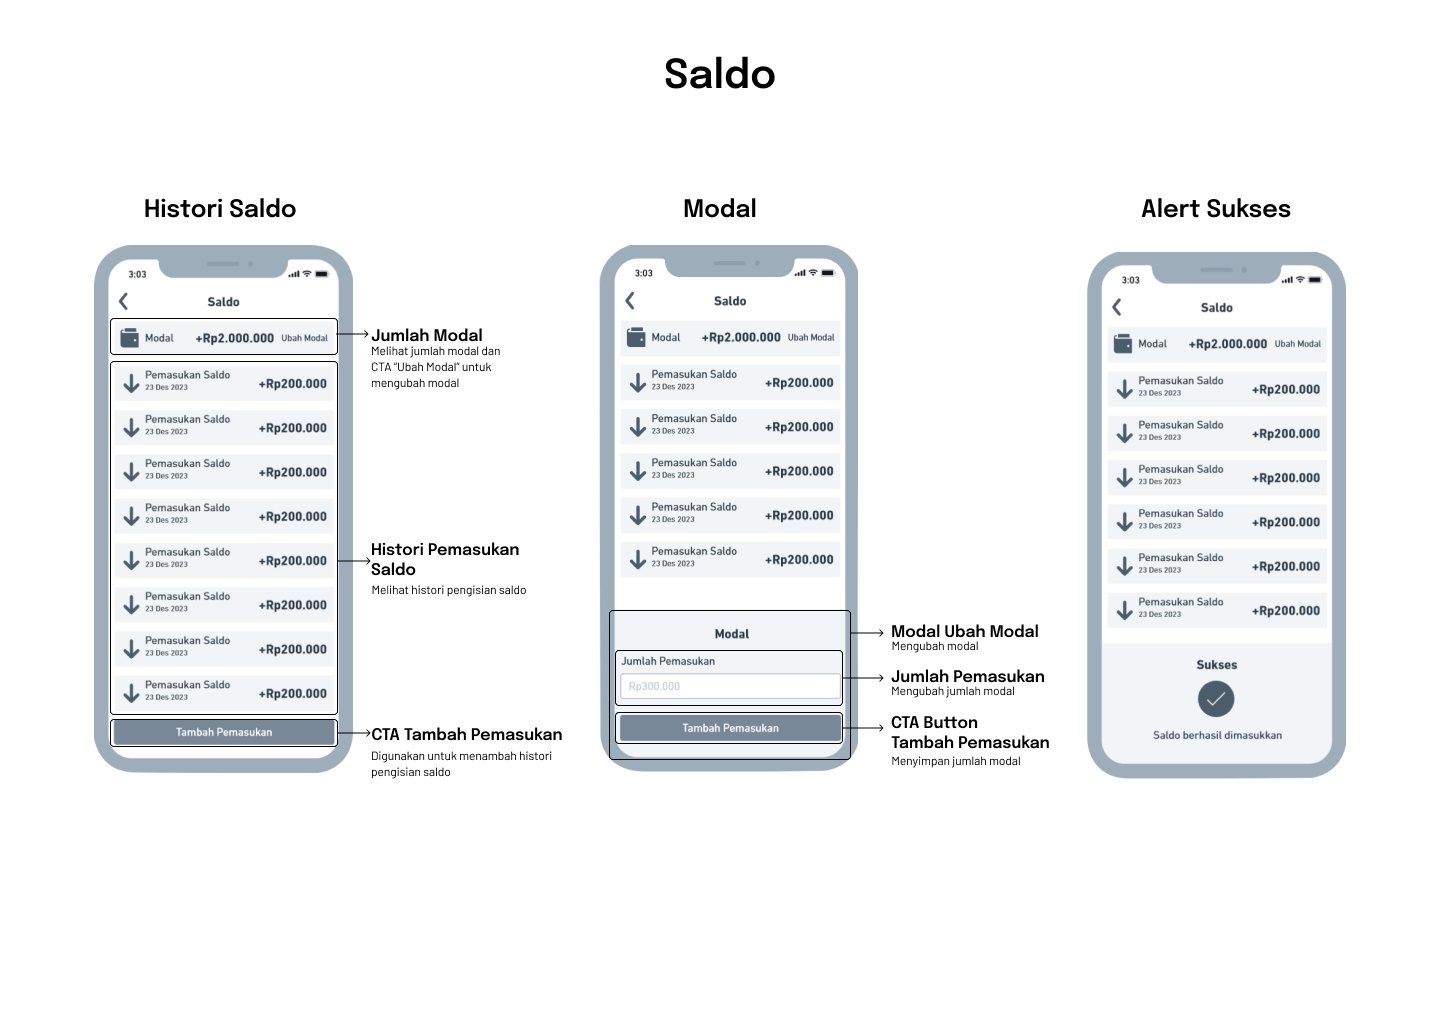 Saldo
Histori Saldo
3:03
Saldo
Modal +Rp2.000.000 Ubah Modal
Pemasukan Saldo
23 Des 2023
+Rp200.000
Pemasukan Saldo
23 Des 2023
+Rp200.000
Pemasukan Saldo
23 Des 2023
+Rp200.000
Pemasukan Saldo
23 Des 2023
+Rp200.000
Pemasukan Saldo
23 Des 2023
+Rp200.000
Pemasukan Saldo
23 Des 2023
+Rp200.000
Pemasukan Saldo
23 Des 2023
+Rp200.000
Pemasukan Saldo
23 Des 2023
+Rp200.000
Tambah Pemasukan
Jumlah Modal
Melihat jumlah modal dan
CTA “Ubah Modal” untuk
mengubah modal
Histori Pemasukan
Saldo
Melihat histori pengisian saldo
CTA Tambah Pemasukan
Digunakan untuk menambah histori
pengisian saldo
Modal
3:03
Saldo
Modal +Rp2.000.000 Ubah Modal
Pemasukan Saldo
23 Des 2023
+Rp200.000
Pemasukan Saldo
23 Des 2023
+Rp200.000
Pemasukan Saldo
23 Des 2023
+Rp200.000
Pemasukan Saldo
23 Des 2023
+Rp200.000
Pemasukan Saldo
23 Des 2023
+Rp200.000
Modal
Jumlah Pemasukan
Rp300.000
Tambah Pemasukan
Modal Ubah Modal
Mengubah modal
Jumlah Pemasukan
Mengubah jumlah modal
CTA Button
Tambah Pemasukan
Menyimpan jumlah modal
Alert Sukses
3:03
Saldo
Modal +Rp2.000.000 Ubah Modal
Pemasukan Saldo
23 Des 2023
+Rp200.000
Pemasukan Saldo
23 Des 2023
+Rp200.000
Pemasukan Saldo
23 Des 2023
+Rp200.000
Pemasukan Saldo
23 Des 2023
+Rp200.000
Pemasukan Saldo
23 Des 2023
+Rp200.000
Pemasukan Saldo
23 Des 2023
+Rp200.000
Sukses
Saldo berhasil dimasukkan